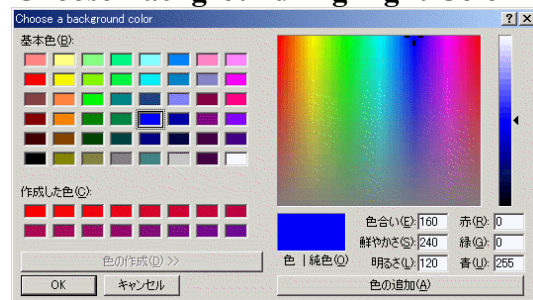 Choose a background color
基本色(B):
作成した色(C):
色の作成(D) >>
OK キャンセル
色 | 純色(O)
色合い(E): 160 赤(R): 0
鮮やかさ(S): 240 緑(G): 0
明るさ(L): 120 青(U): 255
色の追加(A)